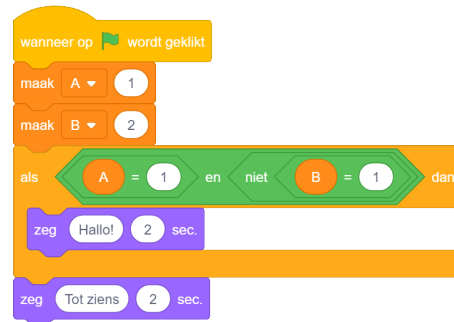 wanneer op wordt geklikt
maak A 1
maak B 2
als A = 1 en niet B = 1 dan
zeg Hallo! 2 sec.
zeg Tot ziens 2 sec.